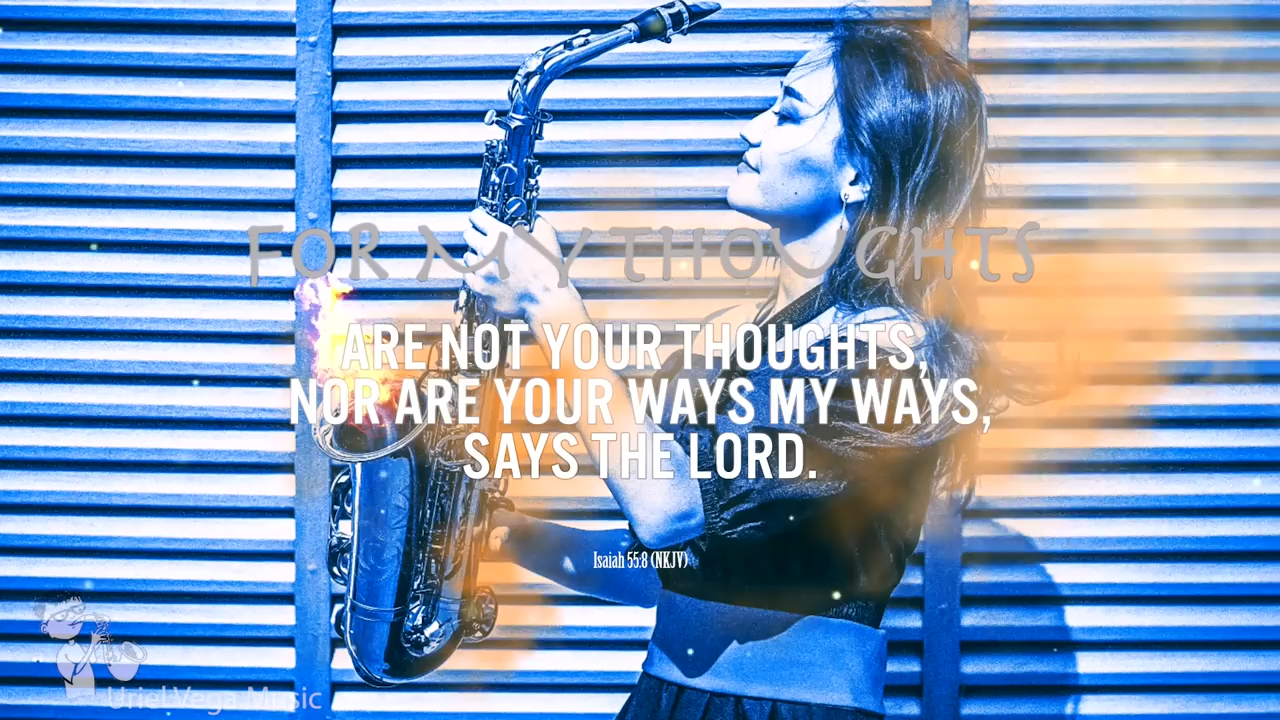 FOR MY THOUGHTS
ARE NOT YOUR THOUGHTS,
NOR ARE YOUR WAYS MY WAYS,
SAYS THE LORD.
Isaiah 55:8 (NKJV)
Uriel Vega Music